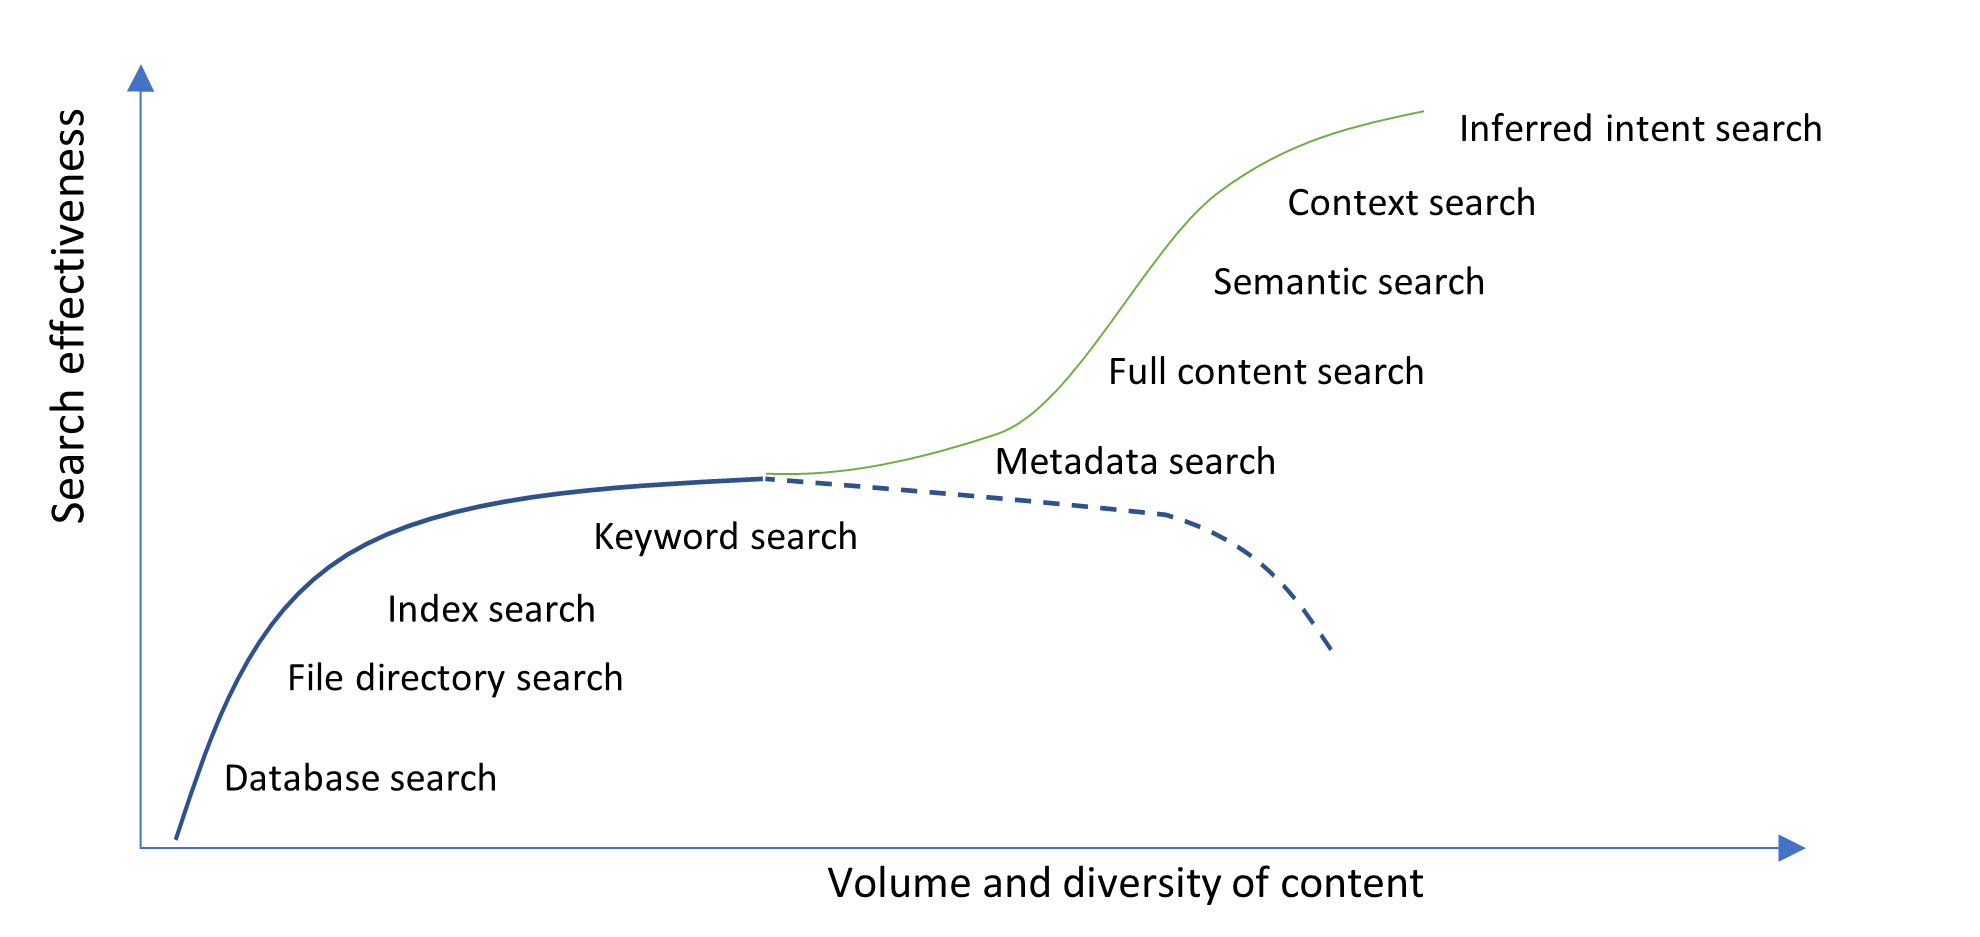 Search effectiveness
Inferred intent search
Context search
Semantic search
Full content search
Metadata search
Keyword search
Index search
File directory search
Database search
Volume and diversity of content